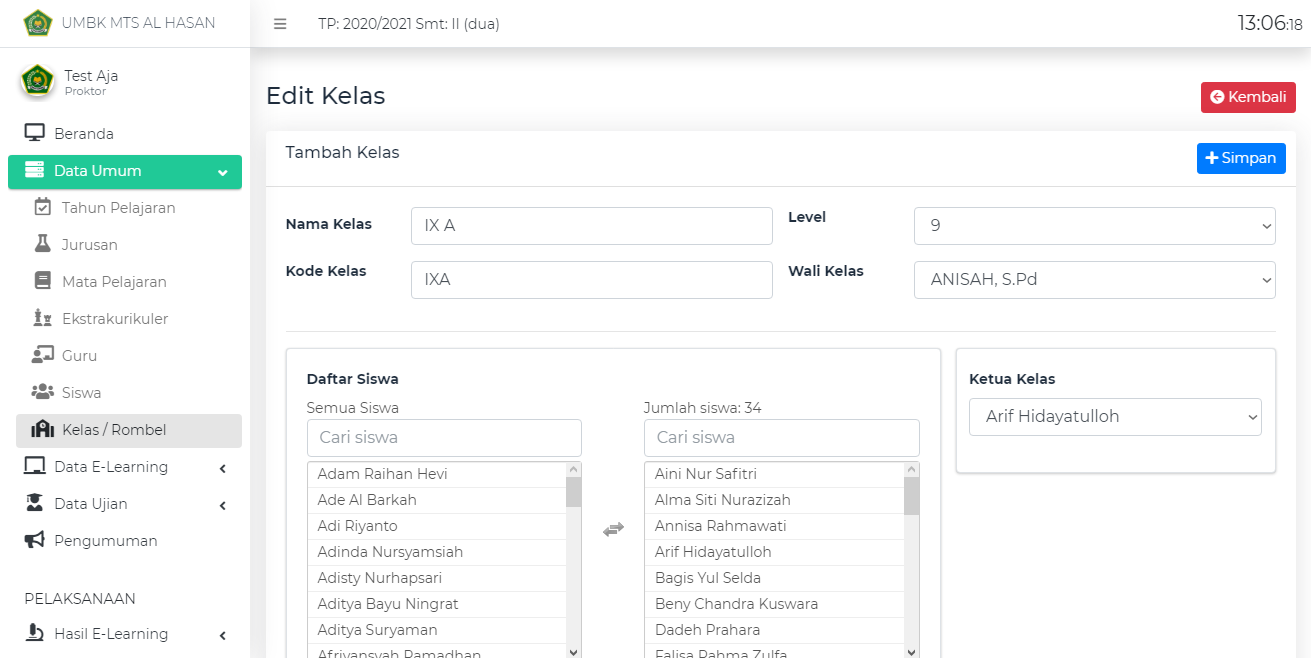 UMBK MTS AL HASAN
TP: 2020/2021 Smt: II (dua)
13:06:18
Test Aja
Proktor
Beranda
Data Umum
Tahun Pelajaran
Jurusan
Mata Pelajaran
Ekstrakurikuler
Guru
Siswa
Kelas / Rombel
Data E-Learning
Data Ujian
Pengumuman
PELAKSANAAN
Hasil E-Learning
Edit Kelas
Kembali
Tambah Kelas
Simpan
Nama Kelas
IX A
Level
9
Kode Kelas
IXA
Wali Kelas
ANISAH, S.Pd
Daftar Siswa
Semua Siswa
Cari siswa
Adam Raihan Hevi
Ade Al Barkah
Adi Riyanto
Adinda Nursyamsiah
Adisty Nurhapsari
Aditya Bayu Ningrat
Aditya Suryaman
Afriyansyah Ramadhan
Jumlah siswa: 34
Cari siswa
Aini Nur Safitri
Alma Siti Nurazizah
Annisa Rahmawati
Arif Hidayatulloh
Bagis Yul Selda
Beny Chandra Kuswara
Dadeh Prahara
Falisa Rahma Zulfa
Ketua Kelas
Arif Hidayatulloh